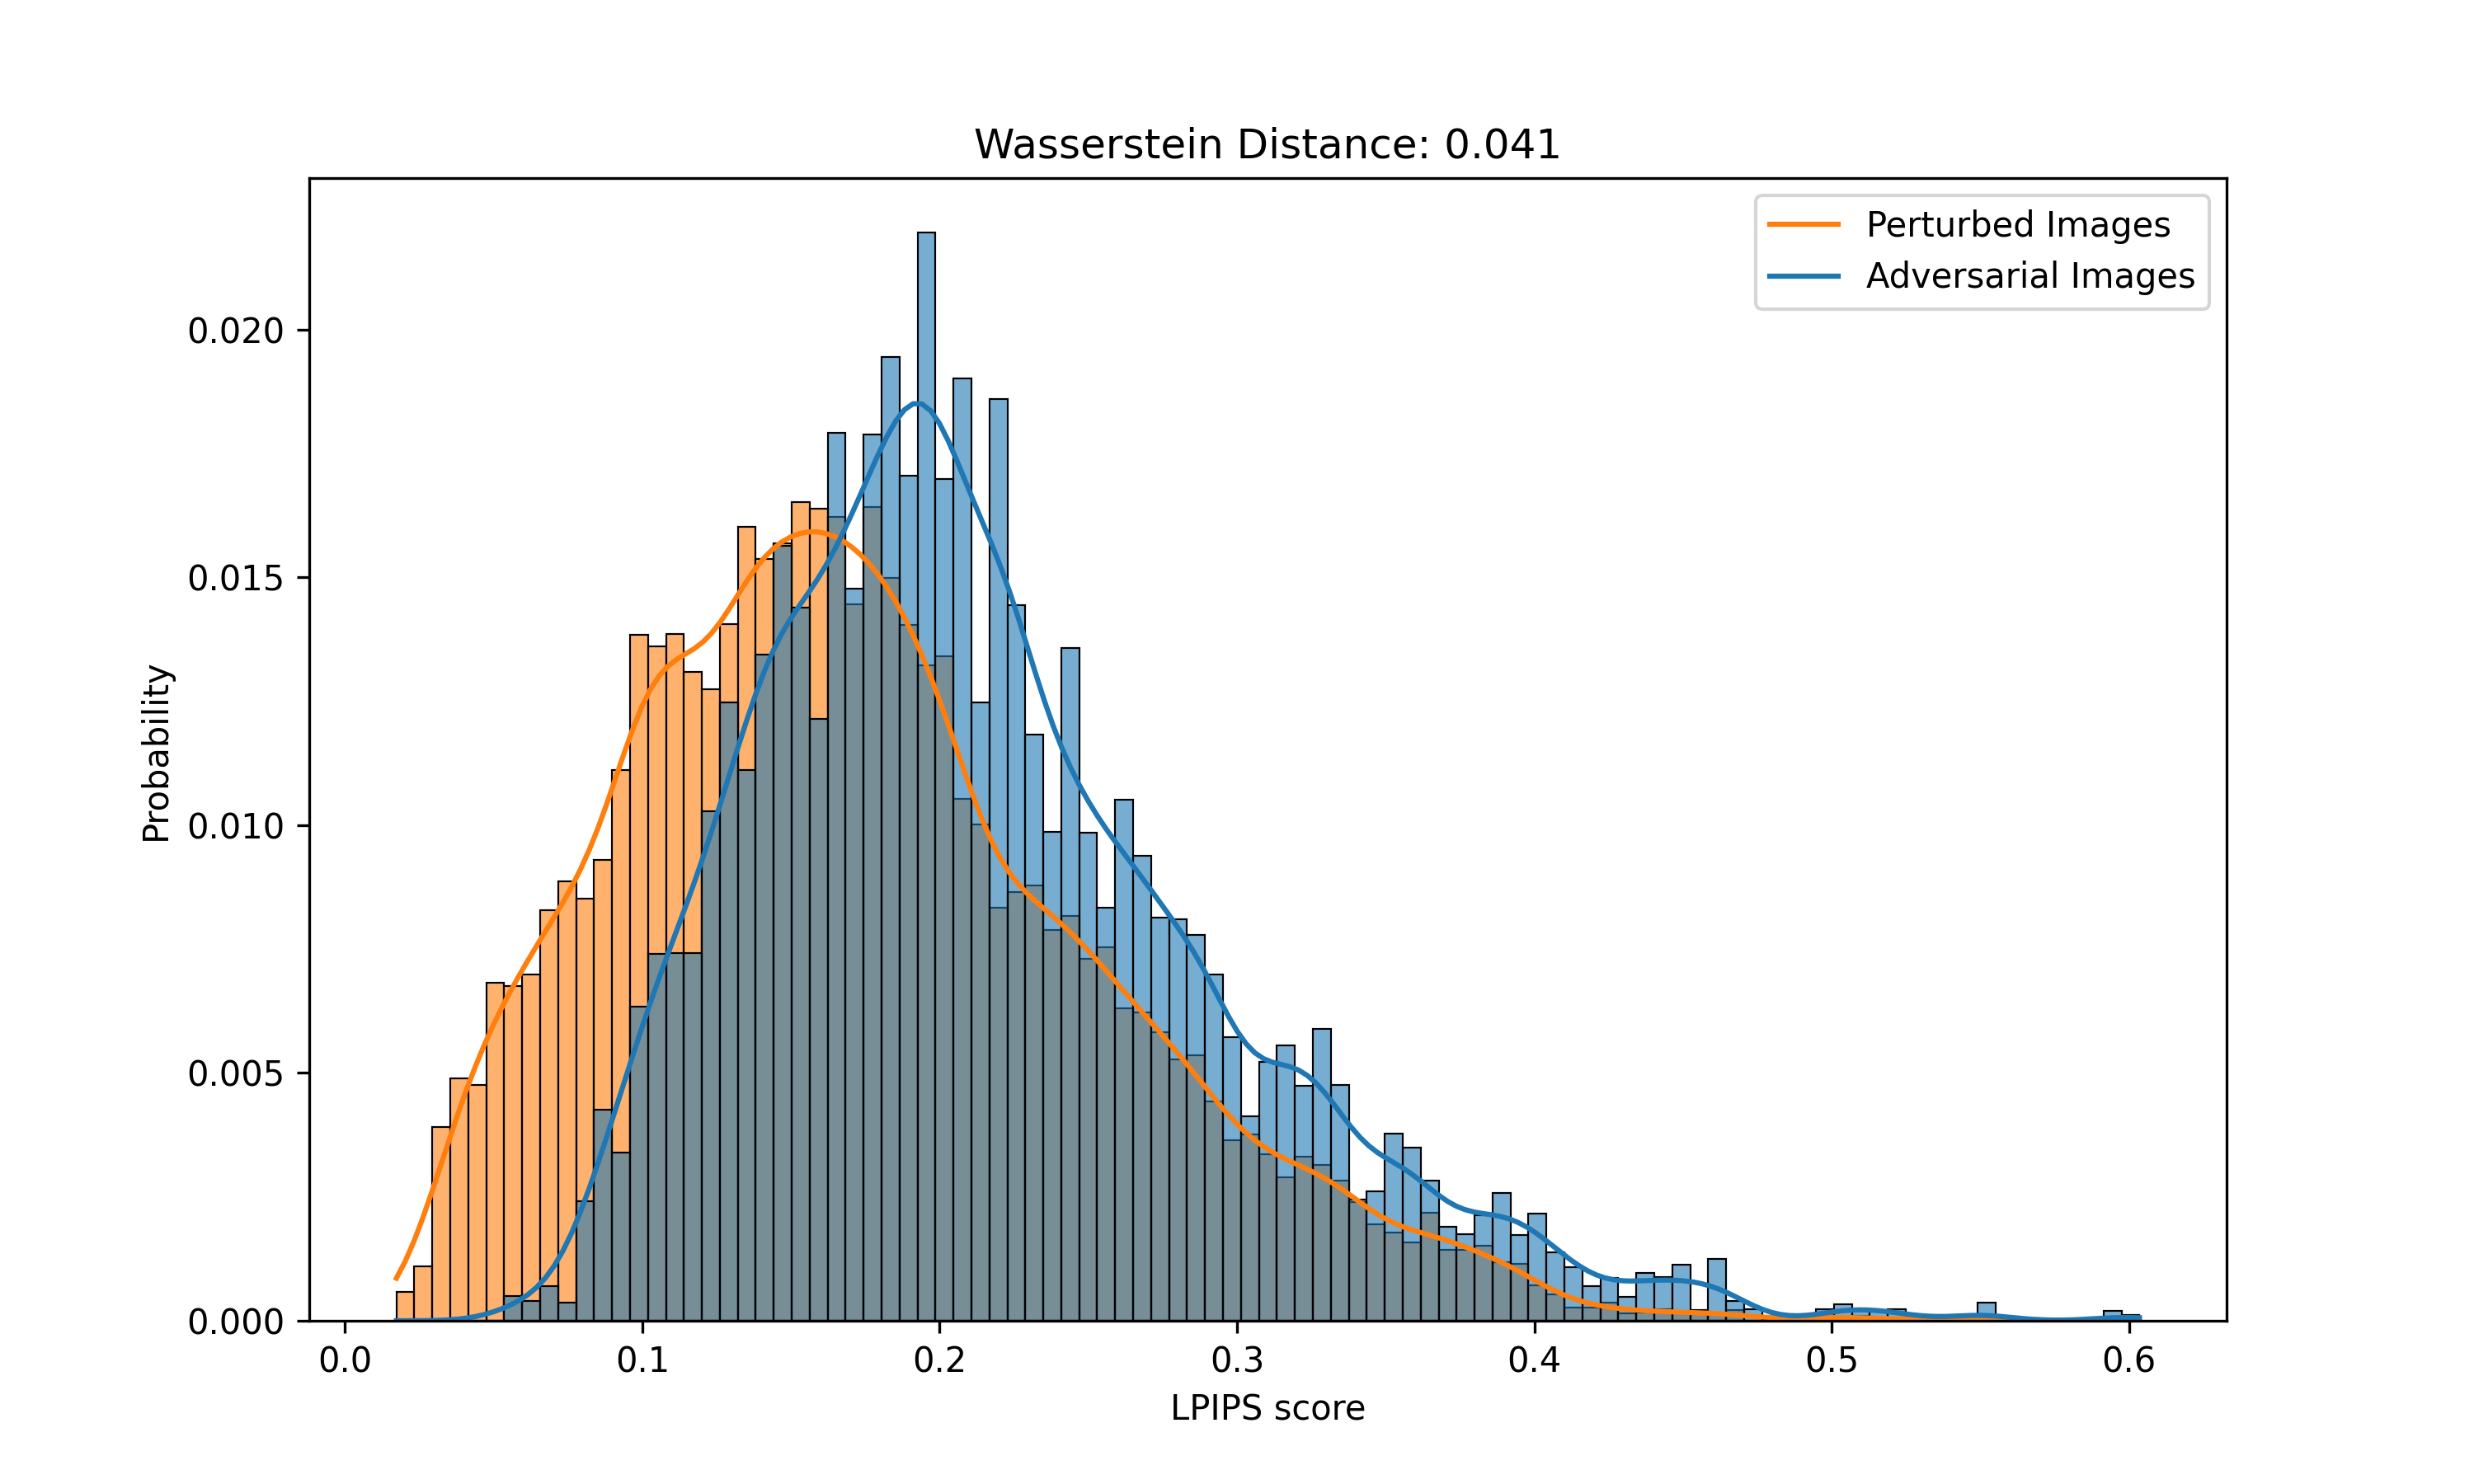 Wasserstein Distance: 0.041
Perturbed Images
Adversarial Images
0.020
0.015
0.010
0.005
0.000
Probability
0.0 0.1 0.2 0.3 0.4 0.5 0.6
LPIPS score